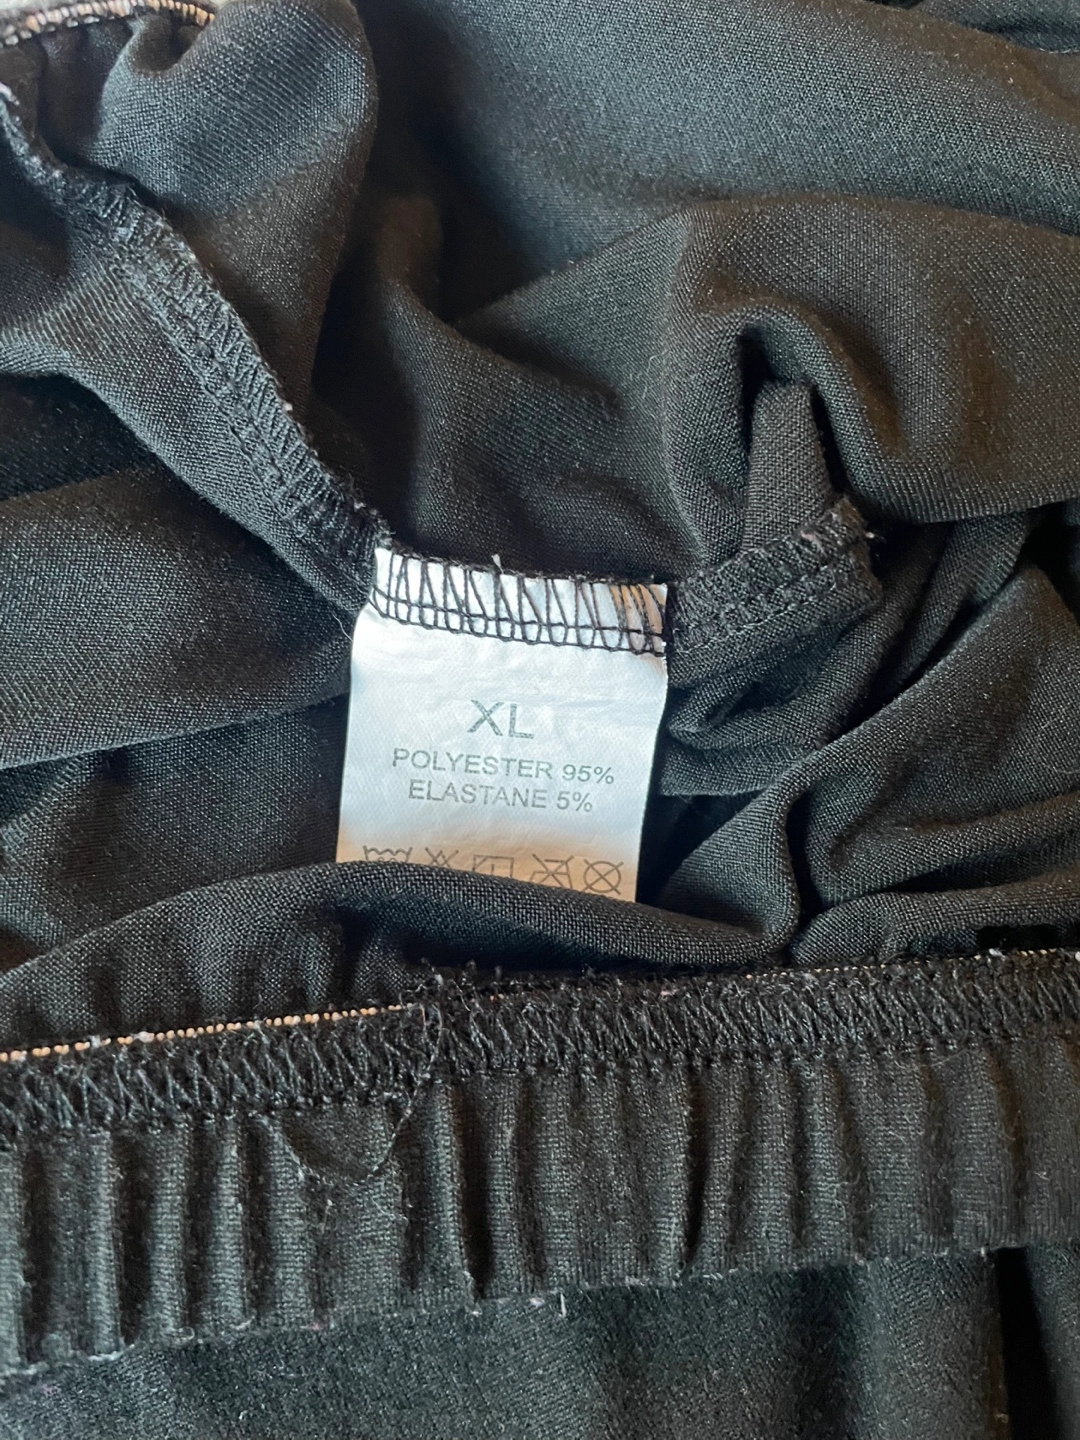 XL
POLYESTER 95%
ELASTANE 5%